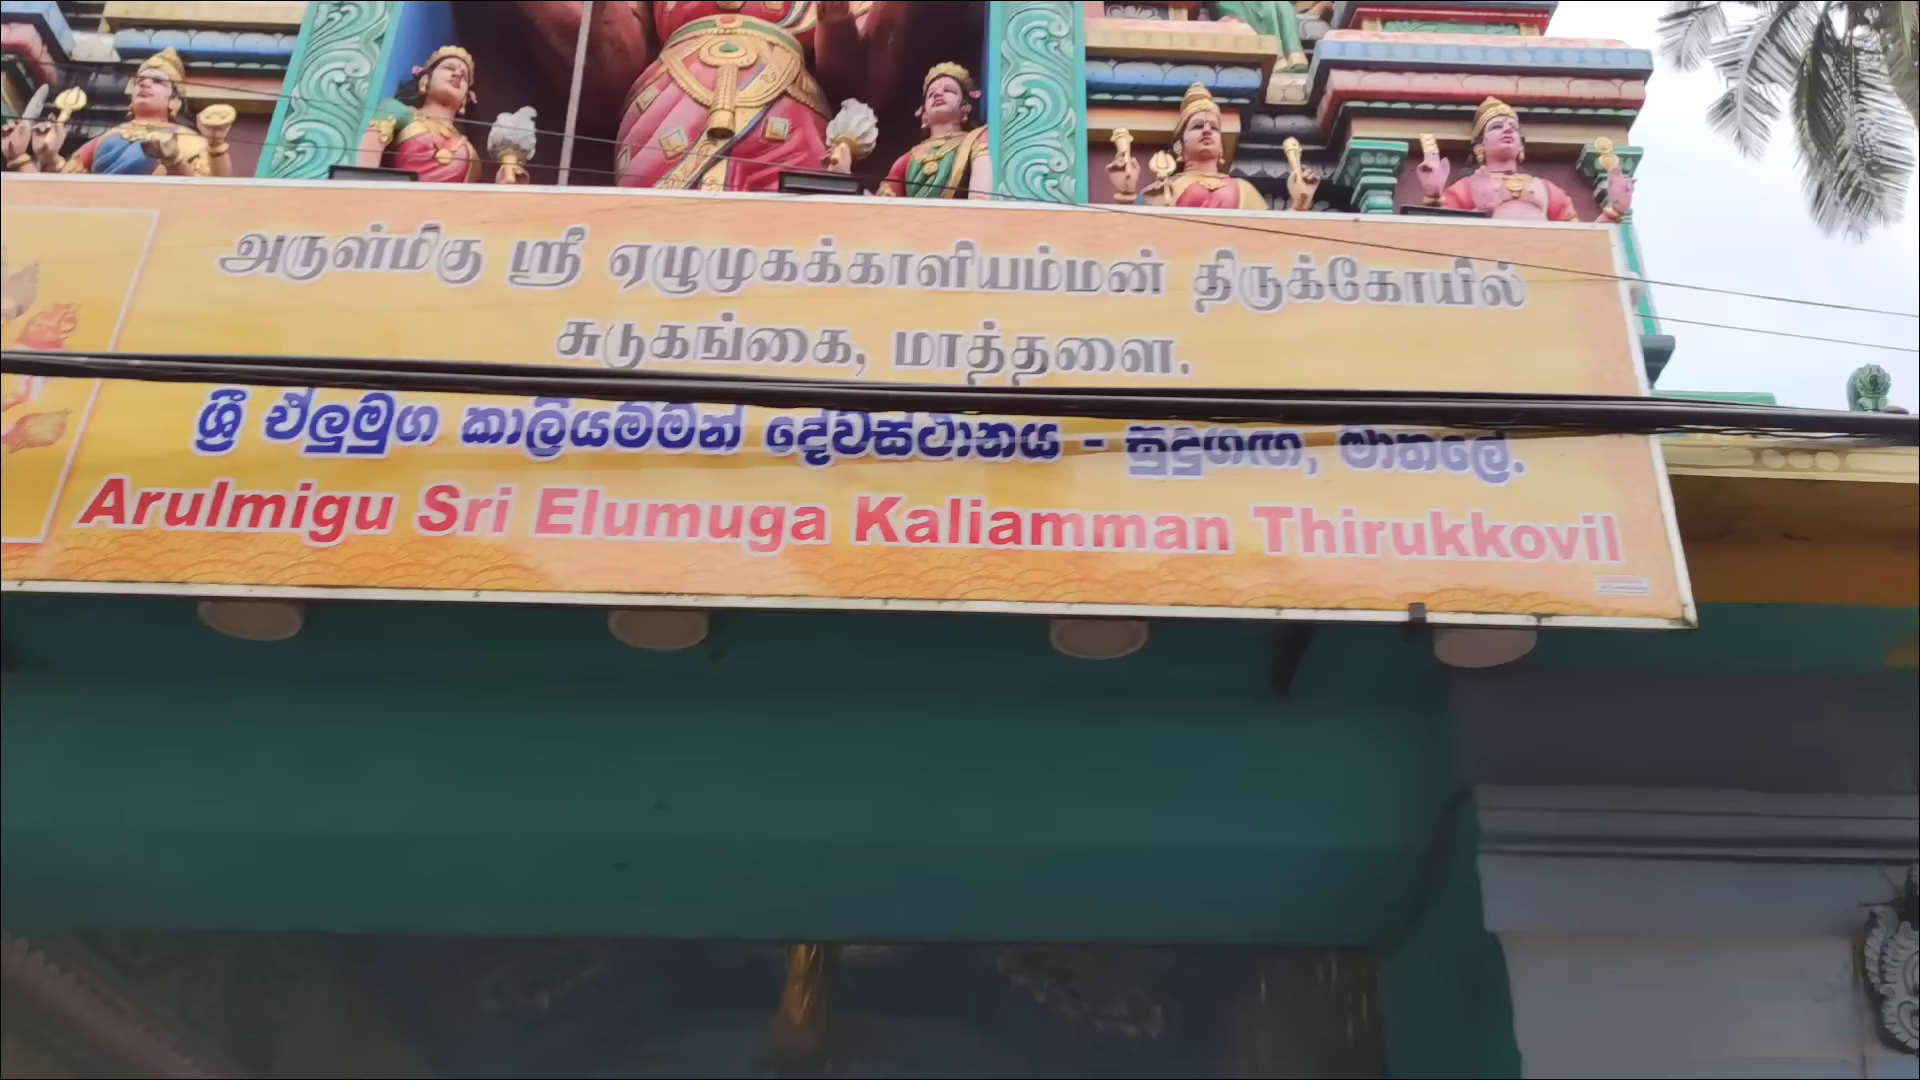 அருள்மிகு ஸ்ரீ ஏழுமுகக்காளியம்மன் திருக்கோயில்
சுடுகங்கை, மாத்தளை.
ශ්‍රී ඒලුමුග කාලියම්මන් දේවස්ථානය - හුදුගඟ, මාතලේ.
Arulmigu Sri Elumuga Kaliamman Thirukkovil